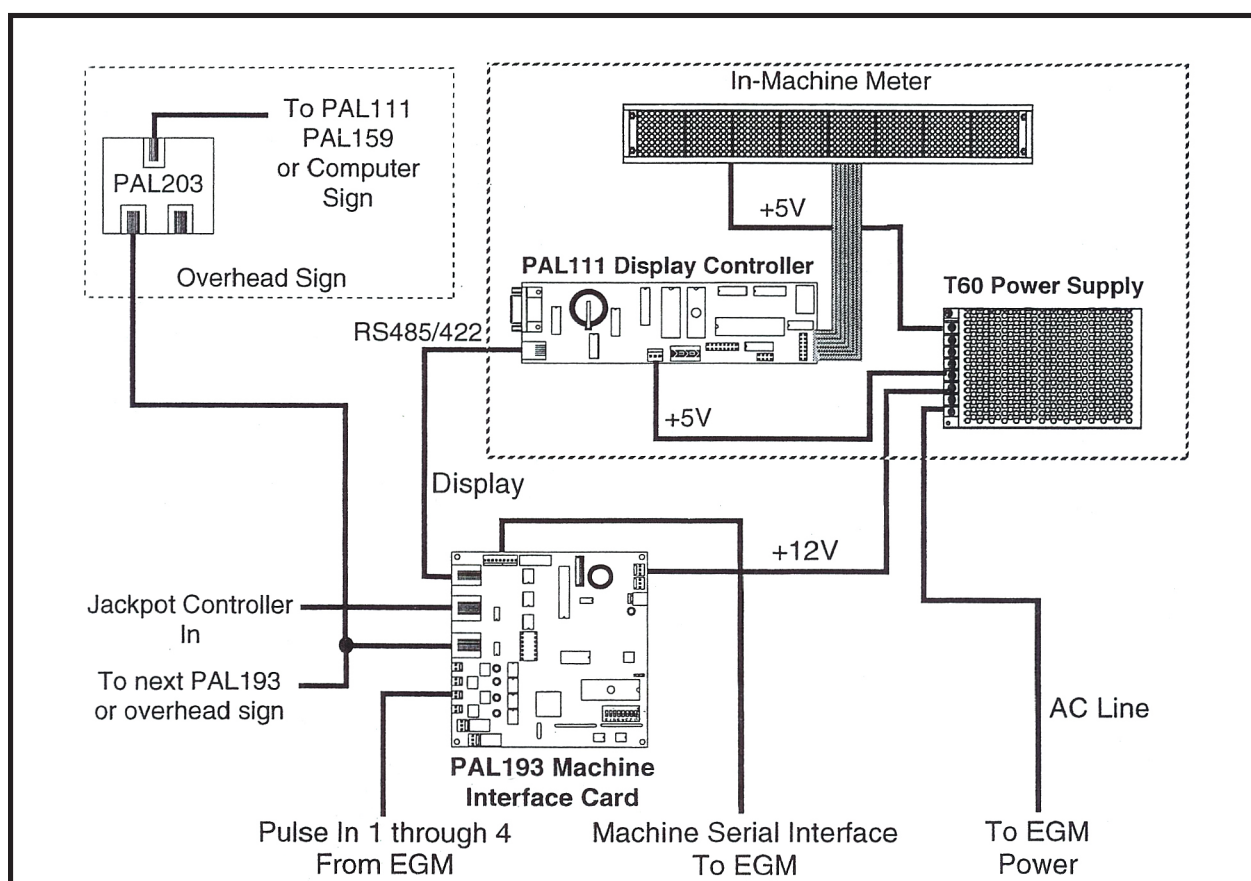 To PAL111
PAL159
or Computer
Sign
PAL203
Overhead Sign
In-Machine Meter
+5V
PAL111 Display Controller
T60 Power Supply
RS485/422
+5V
Display
+12V
Jackpot Controller
In
To next PAL193
or overhead sign
AC Line
PAL193 Machine
Interface Card
Pulse In 1 through 4
From EGM
Machine Serial Interface
To EGM
To EGM
Power